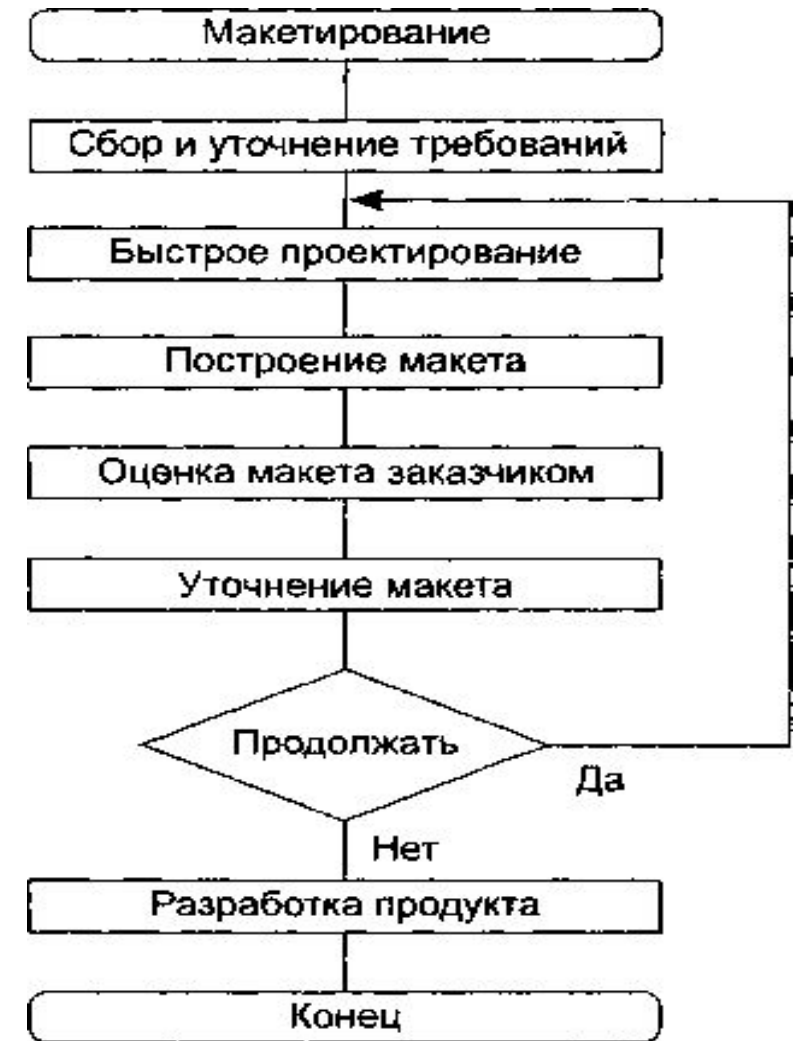 Макетирование
Сбор и уточнение требований
Быстрое проектирование
Построение макета
Оценка макета заказчиком
Уточнение макета
Продолжать
Да
Нет
Разработка продукта
Конец